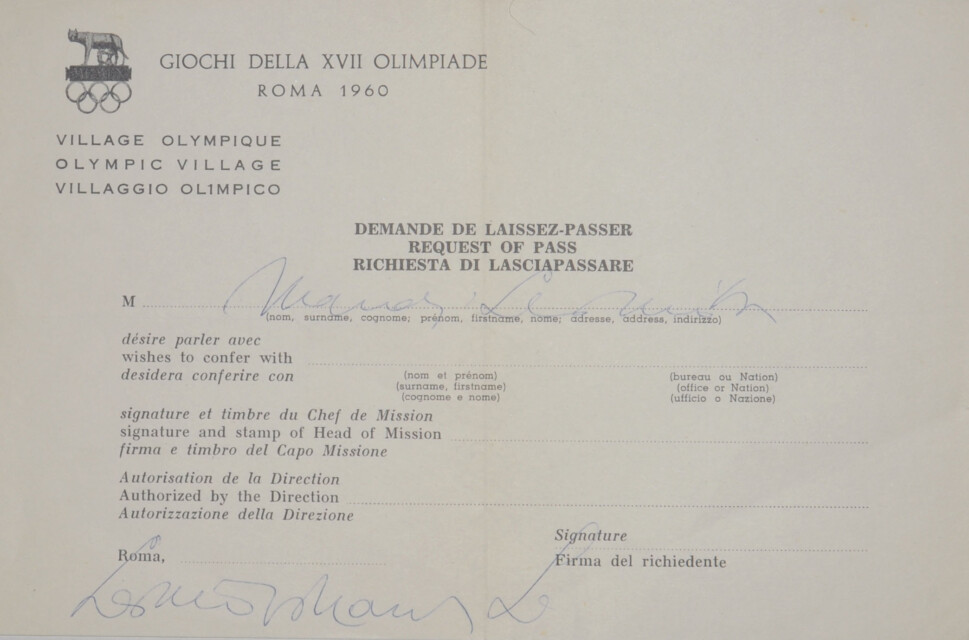 GIOCHI DELLA XVII OLIMPIADE
ROMA 1960
VILLAGE OLYMPIQUE
OLYMPIC VILLAGE
VILLAGGIO OL1MPICO
DEMANDE DE LAISSEZ-PASSER
REQUEST OF PASS
RICHIESTA DI LASCIAPASSARE
M
(nom, surname, cognome; prénom, firstname, nome; adresse, address, indirizzo)
désire parler avec
wishes to confer with
desidera conferire con
(nom et prénom) (bureau ou Nation)
(surname, firstname) (office or Nation)
(cognome e nome) (ufficio o Nazione)
signature et timbre du Chef de Mission
signature and stamp of Head of Mission
firma e timbro del Capo Missione
Autorisation de la Direction
Authorized by the Direction
Autorizzazione della Direzione
Signature
Roma, Firma del richiedente